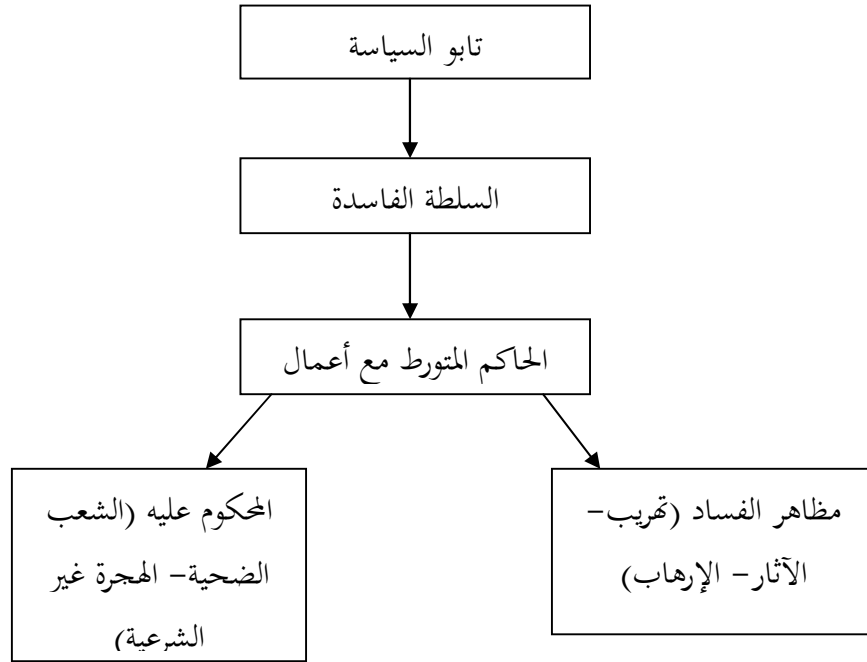 تابو السياسة
السلطة الفاسدة
الحاكم المتورط مع أعمال
مظاهر الفساد (تهريب–
الآثار– الإرهاب)
المحكوم عليه (الشعب
الضحية– الهجرة غير
الشرعية)